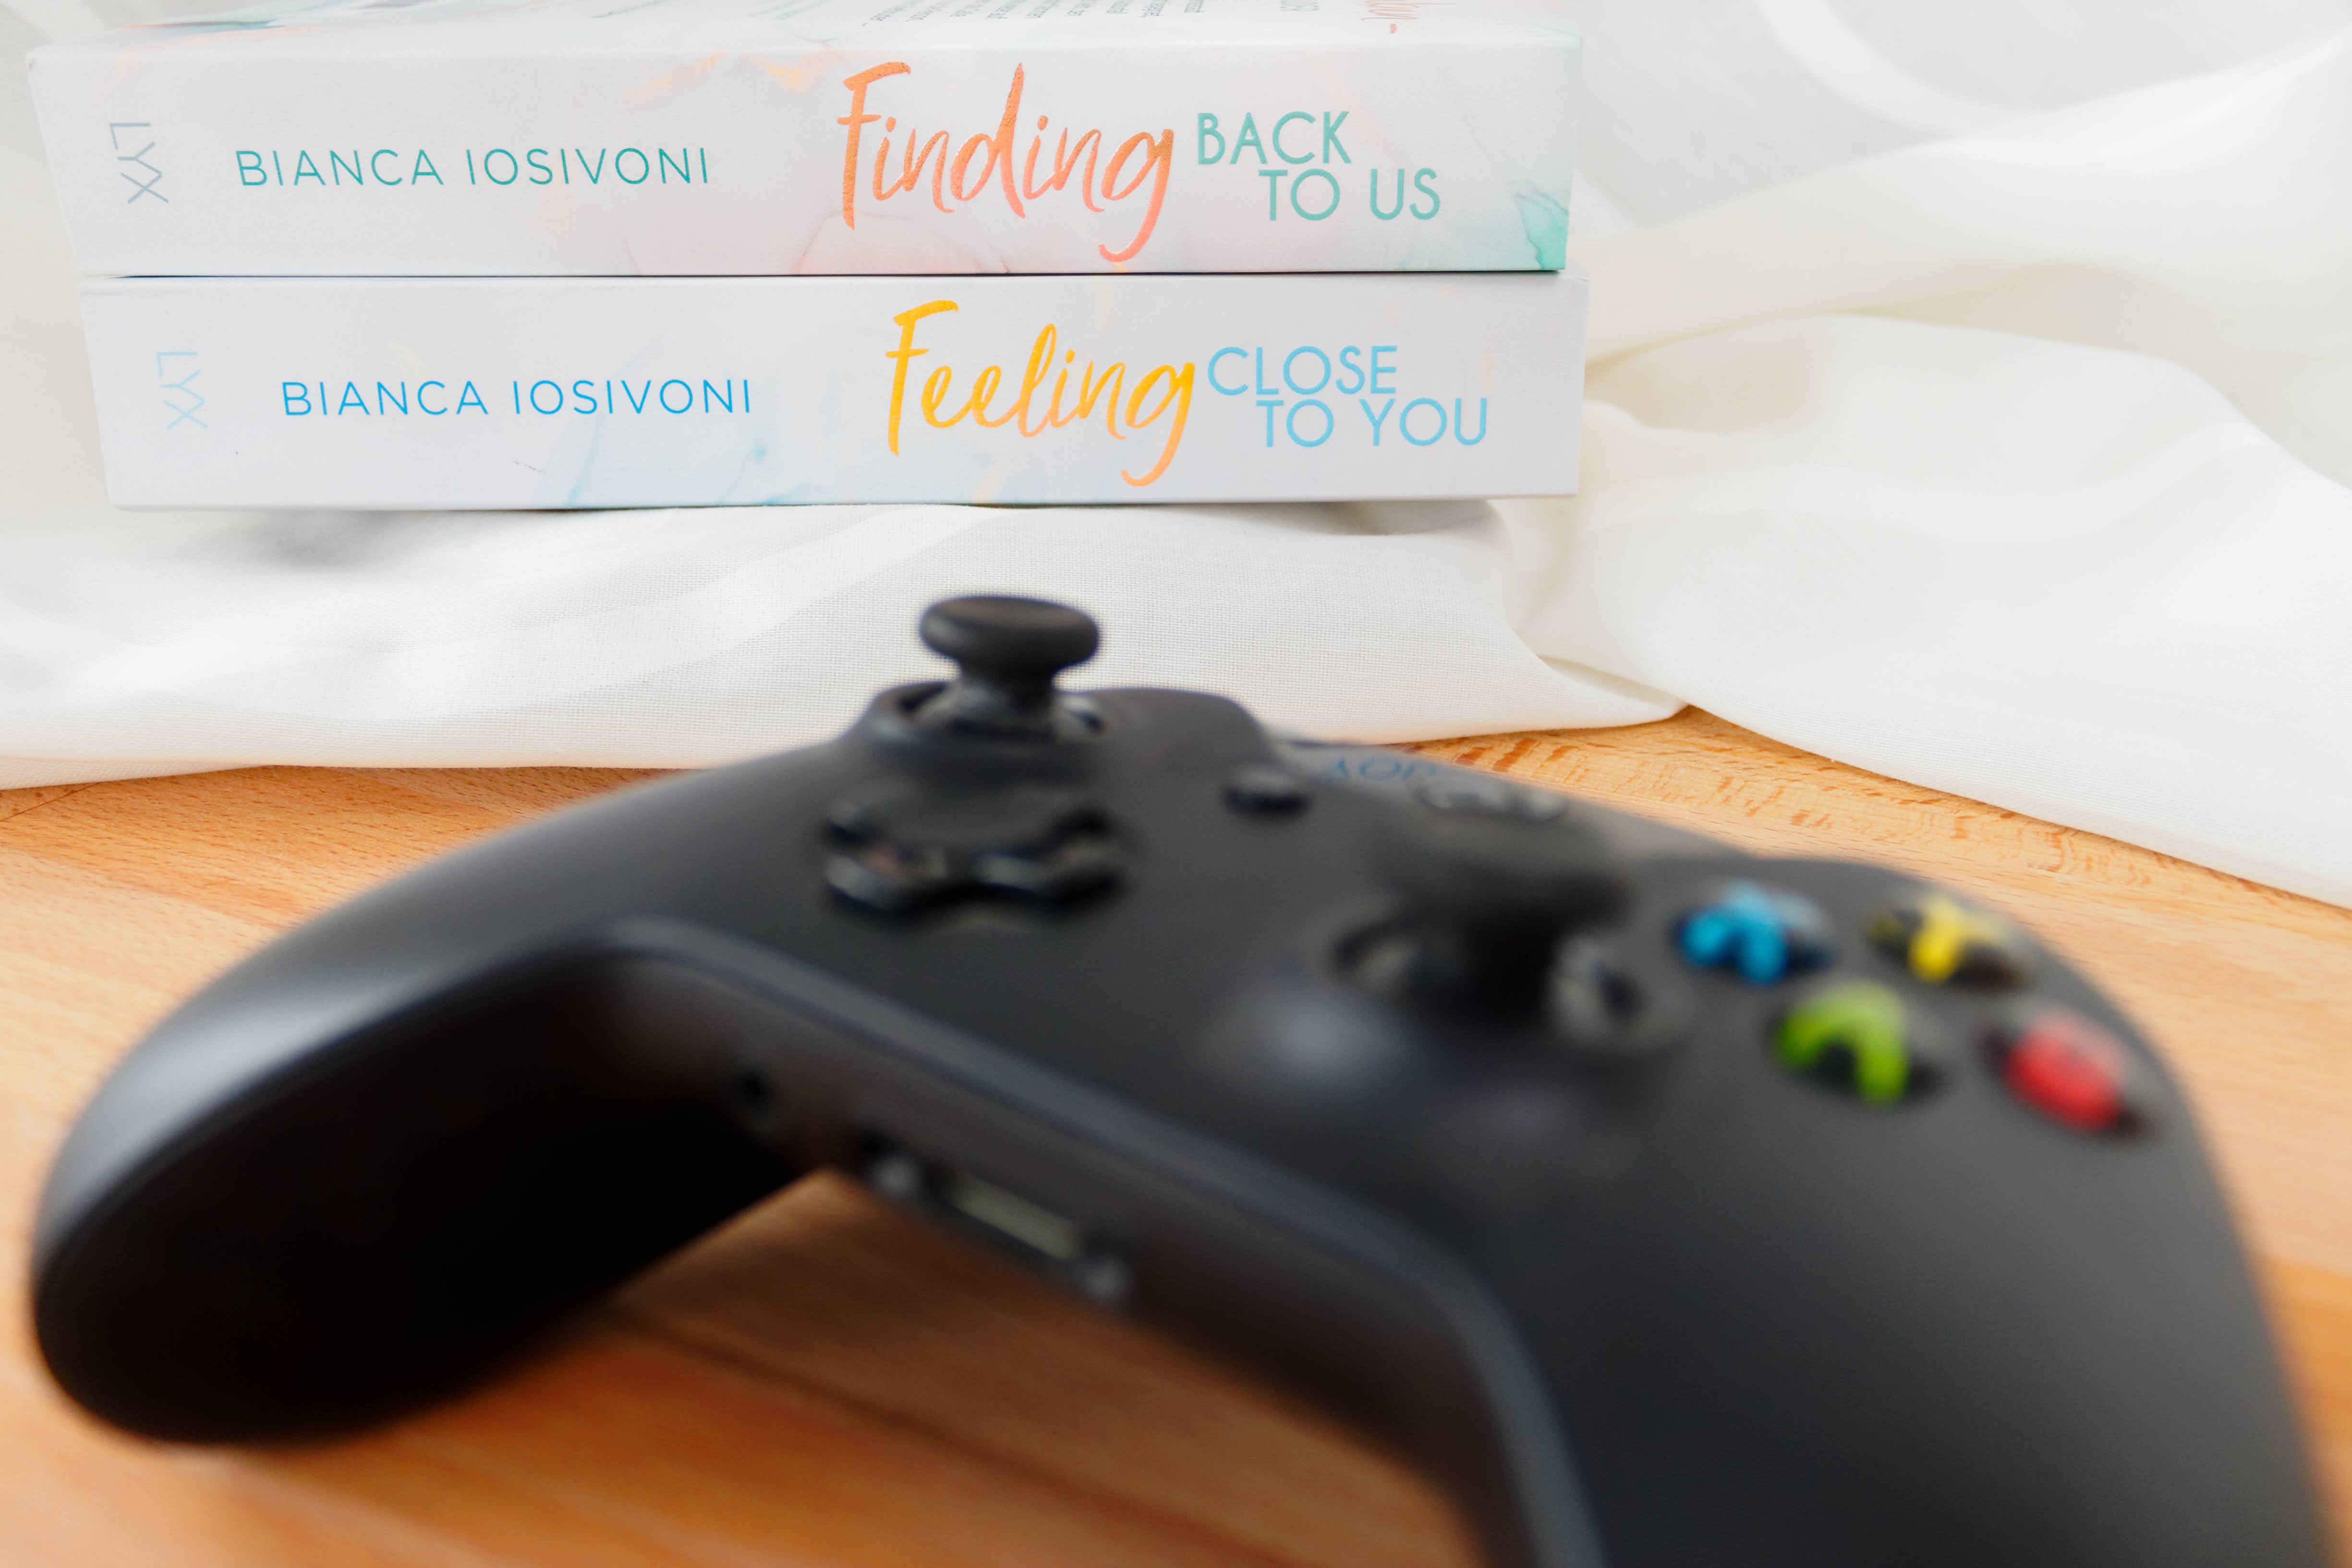 LYX
BIANCA IOSIVONI
Finding BACK
TO US
LYX
BIANCA IOSIVONI
Feeling CLOSE
TO YOU
X
Y
A
B